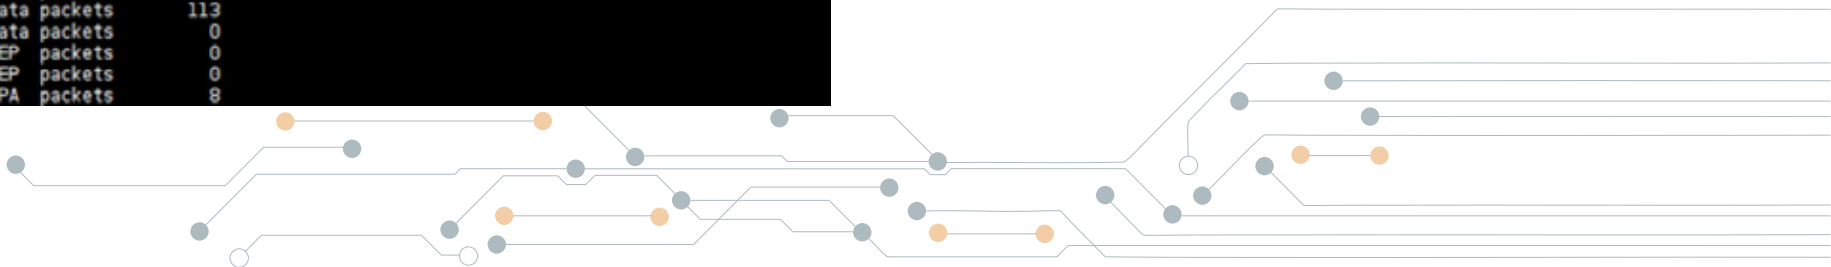 ata packets 113
ata packets 0
EP packets 0
EP packets 0
PA packets 8